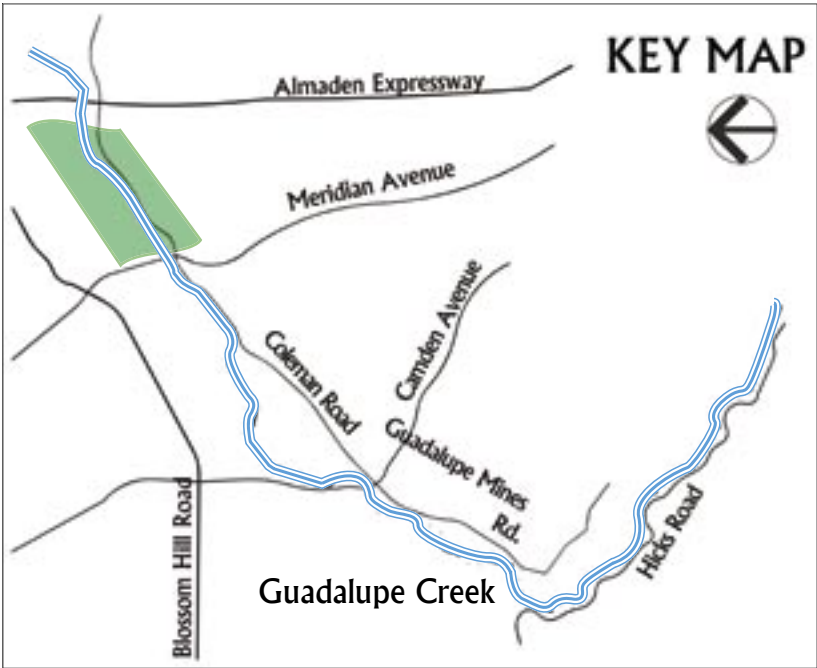 KEY MAP
Almaden Expressway
Meridian Avenue
Camden Avenue
Coleman Road
Guadalupe Mines
Rd.
Hicks Road
Blossom Hill Road
Guadalupe Creek